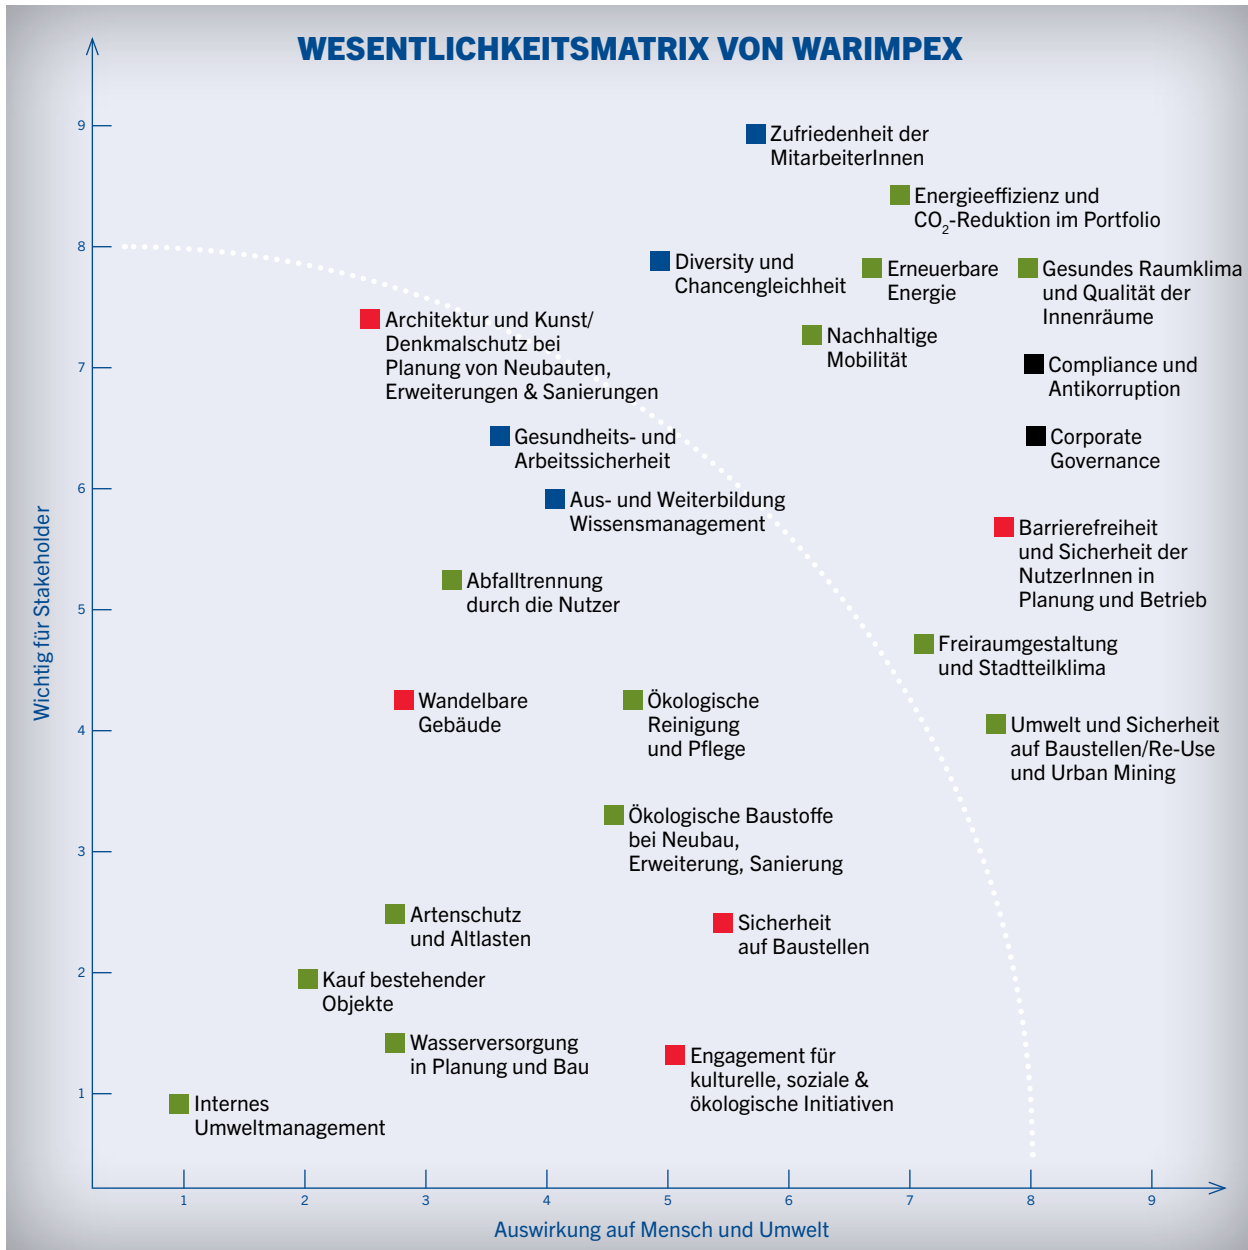 WESENTLICHKEITSMATRIX VON WARIMPEX
9
Zufriedenheit der
MitarbeiterInnen
Energieeffizienz und
CO₂-Reduktion im Portfolio
8
Diversity und
Chancengleichheit
Erneuerbare
Energie
Gesundes Raumklima
und Qualität der
Innenräume
Architektur und Kunst/
Denkmalschutz bei
Planung von Neubauten,
Erweiterungen & Sanierungen
Nachhaltige
Mobilität
7
Compliance und
Antikorruption
Gesundheits- und
Arbeitssicherheit
Corporate
Governance
6
Aus- und Weiterbildung
Wissensmanagement
Barrierefreiheit
und Sicherheit der
NutzerInnen in
Planung und Betrieb
Abfalltrennung
durch die Nutzer
5
Freiraumgestaltung
und Stadtteilklima
Wichtig für Stakeholder
Wandelbare
Gebäude
Ökologische
Reinigung
und Pflege
4
Umwelt und Sicherheit
auf Baustellen/Re-Use
und Urban Mining
Ökologische Baustoffe
bei Neubau,
Erweiterung, Sanierung
3
Artenschutz
und Altlasten
Sicherheit
auf Baustellen
2
Kauf bestehender
Objekte
Wasserversorgung
in Planung und Bau
Engagement für
kulturelle, soziale &
ökologische Initiativen
1
Internes
Umweltmanagement
1 2 3 4 5 6 7 8 9
Auswirkung auf Mensch und Umwelt